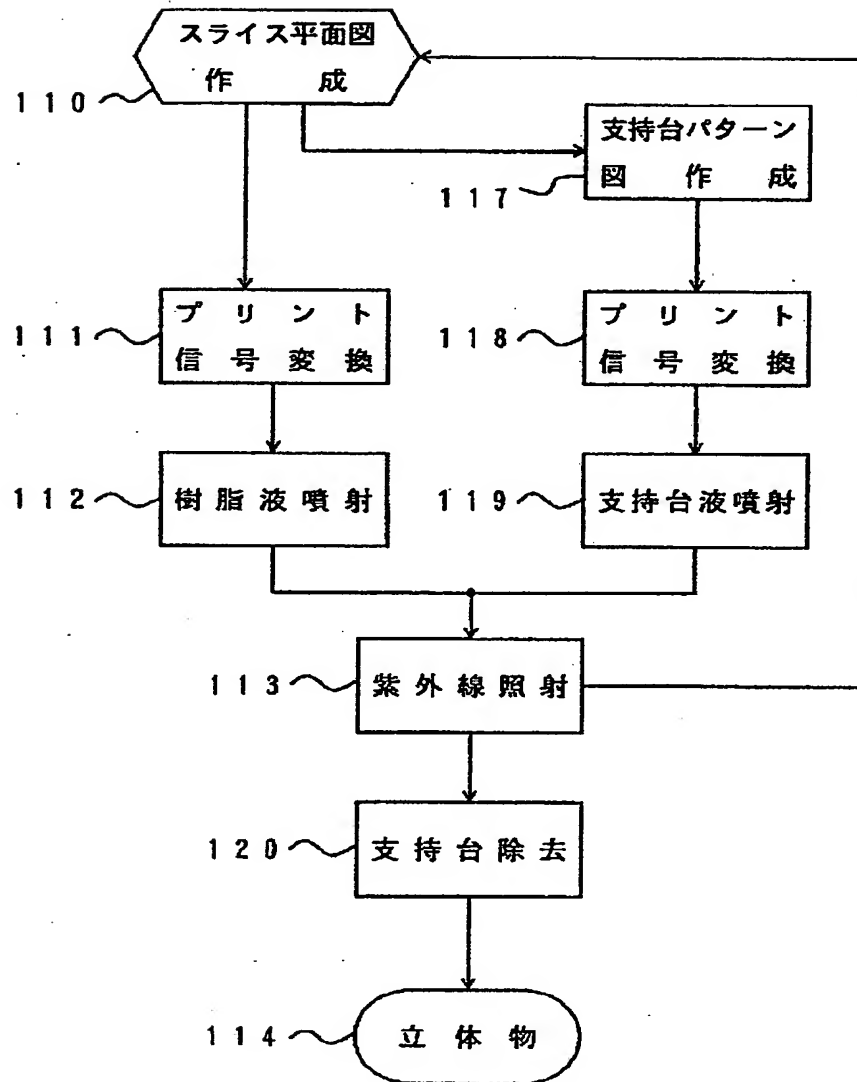 スライス平面図
作成
110
支持台パターン
図作成
117
プリント
信号変換
111
プリント
信号変換
118
樹脂液噴射
112
支持台液噴射
119
紫外線照射
113
支持台除去
120
立体物
114